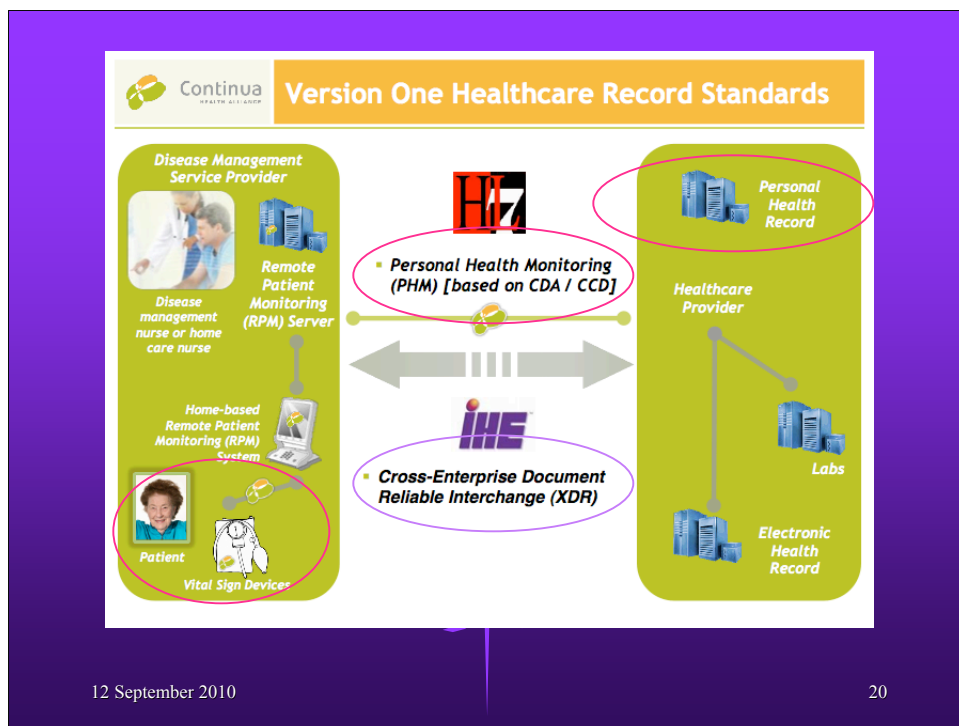 Continua
HEALTH ALLIANCE
Version One Healthcare Record Standards
Disease Management
Service Provider
Remote
Patient
Monitoring
(RPM) Server
Disease
management
nurse or home
care nurse
Home-based
Remote Patient
Monitoring (RPM)
System
Patient
Vital Sign Devices
HL7
▪ Personal Health Monitoring
(PHM) [based on CDA / CCD]
IHE
▪ Cross-Enterprise Document
Reliable Interchange (XDR)
Personal
Health
Record
Healthcare
Provider
Labs
Electronic
Health
Record
12 September 2010
20